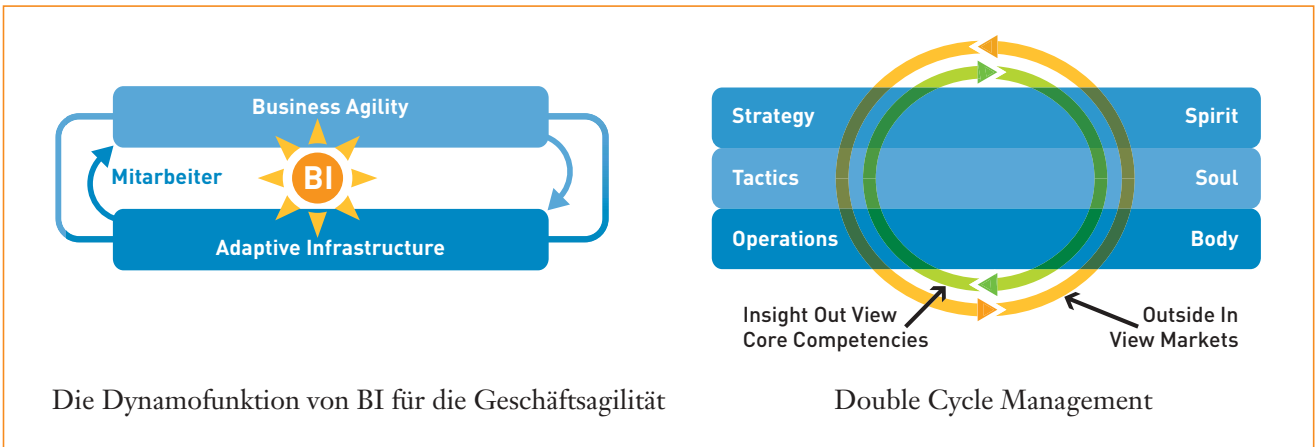 Business Agility
Mitarbeiter
BI
Adaptive Infrastructure
Die Dynamofunktion von BI für die Geschäftsagilität
Strategy
Spirit
Tactics
Soul
Operations
Body
Insight Out View
Core Competencies
Outside In
View Markets
Double Cycle Management